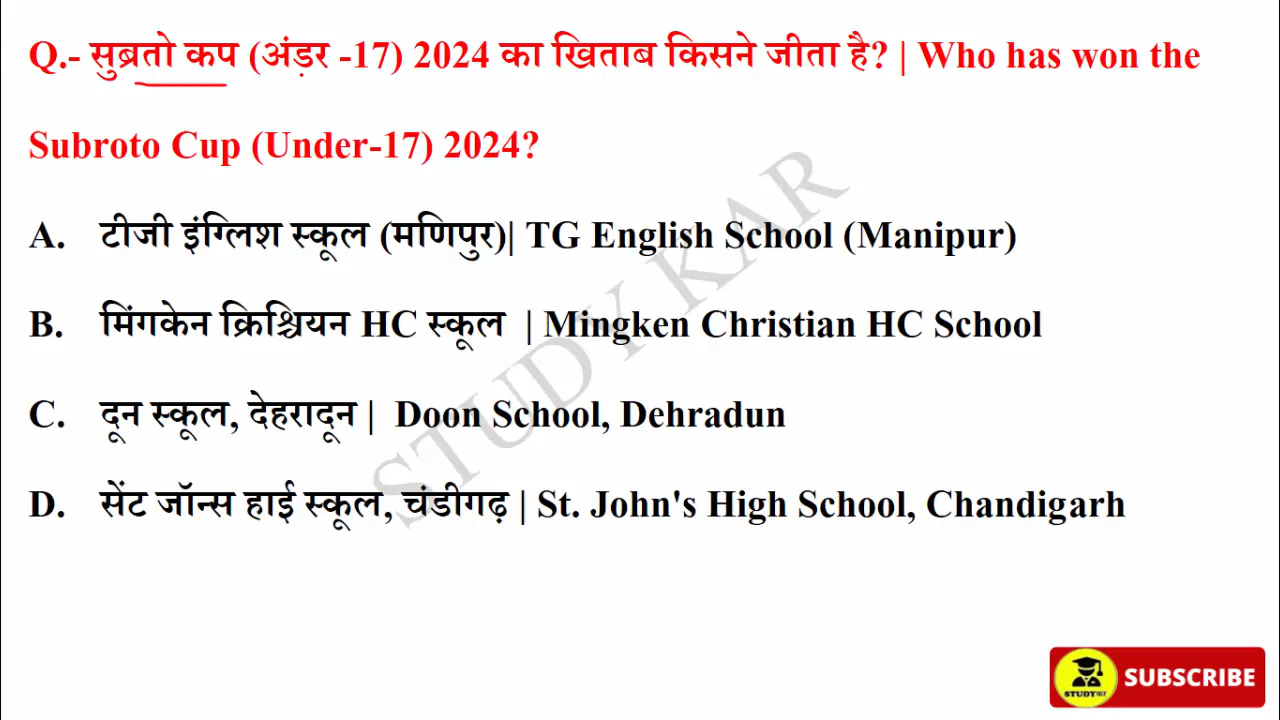 Q.- सुब्रतो कप (अंड़र -17) 2024 का खिताब किसने जीता है? | Who has won the
Subroto Cup (Under-17) 2024?
A. टीजी इंग्लिश स्कूल (मणिपुर)| TG English School (Manipur)
B. मिंगकेन क्रिश्चियन HC स्कूल | Mingken Christian HC School
C. दून स्कूल, देहरादून | Doon School, Dehradun
D. सेंट जॉन्स हाई स्कूल, चंडीगढ़ | St. John's High School, Chandigarh
STUDY KAR
STUDYकर
SUBSCRIBE